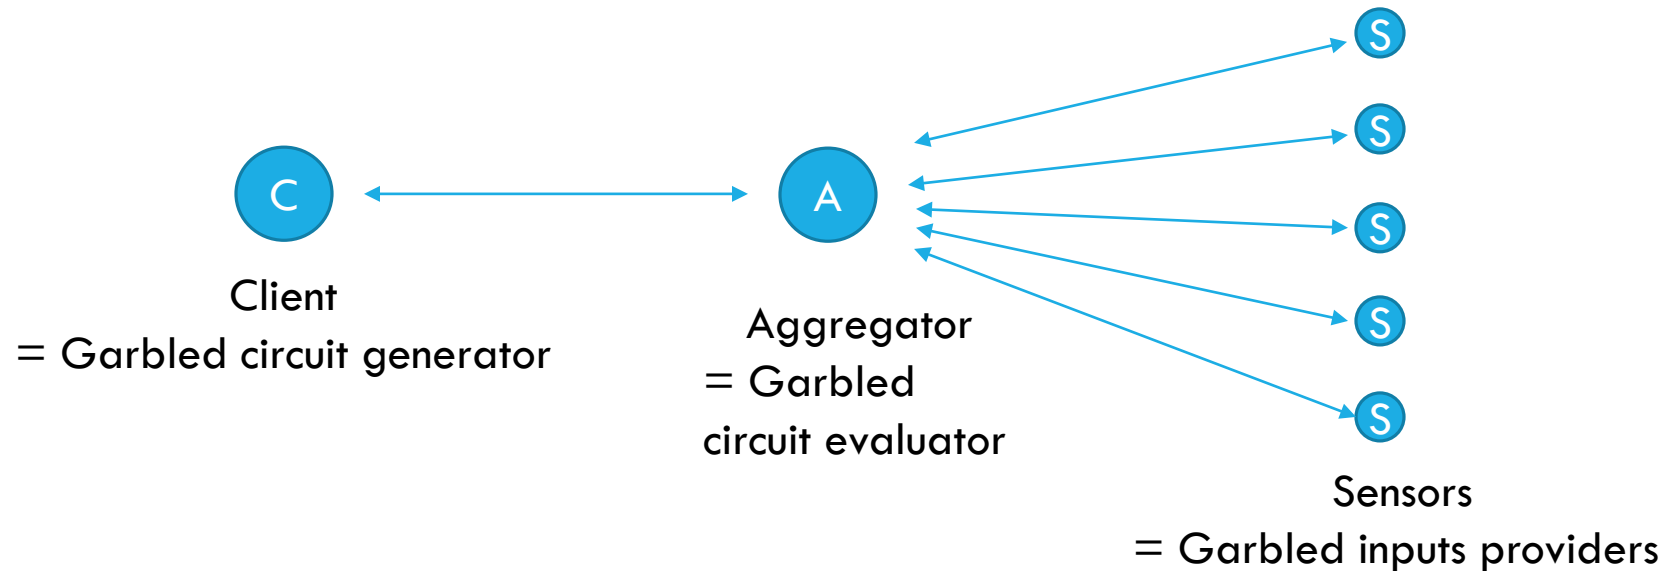 C
Client
= Garbled circuit generator
A
Aggregator
= Garbled
circuit evaluator
S
S
S
S
S
Sensors
= Garbled inputs providers